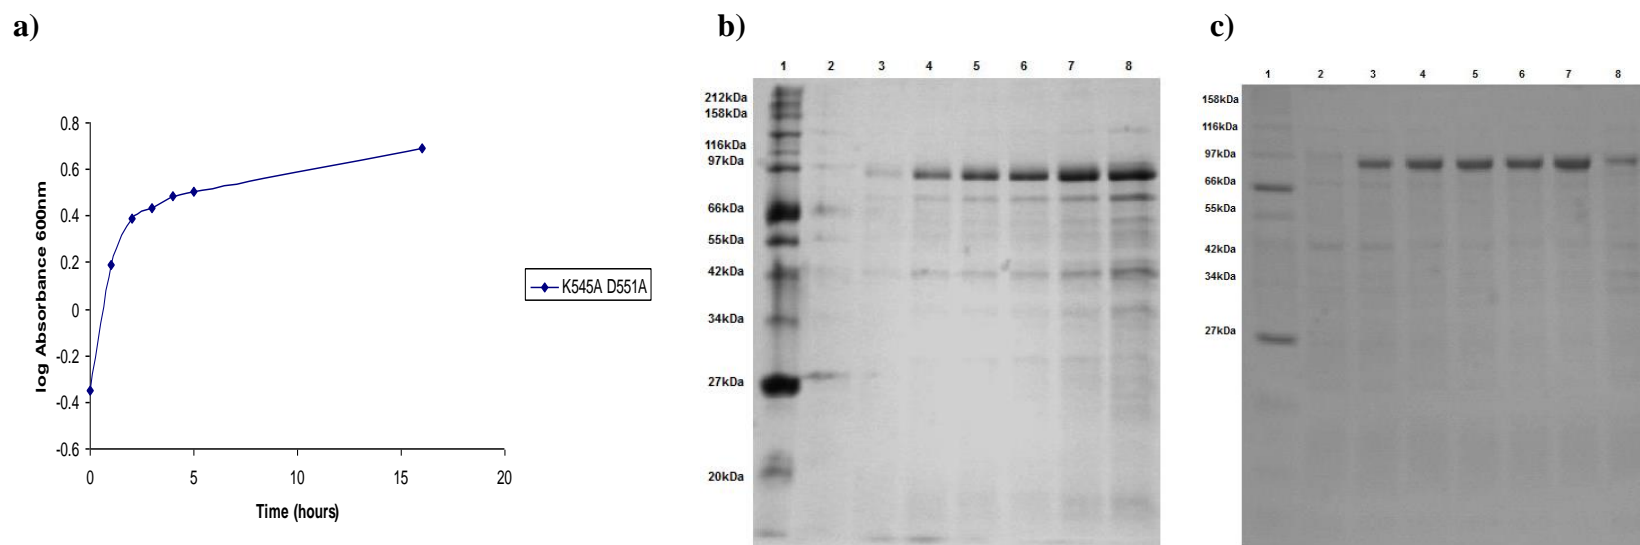 a)
0.8
0.6
0.4
0.2
0
-0.2
-0.4
-0.6
log Absorbance 600nm
0 5 10 15 20
Time (hours)
K545A D551A
b)
1 2 3 4 5 6 7 8
212kDa
158kDa
116kDa
97kDa
66kDa
55kDa
42kDa
34kDa
27kDa
20kDa
c)
1 2 3 4 5 6 7 8
158kDa
116kDa
97kDa
66kDa
55kDa
42kDa
34kDa
27kDa